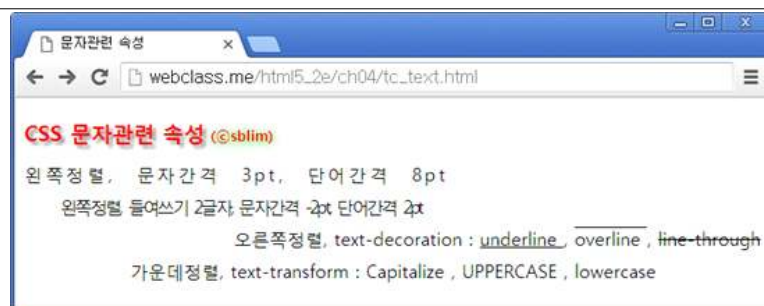 문자관련 속성
webclass.me/html5_2e/ch04/tc_text.html
CSS 문자관련 속성 (ⓒsblim)
왼쪽정렬, 문자간격 3pt, 단어간격 8pt
왼쪽정렬, 들여쓰기 2글자, 문자간격 -2pt, 단어간격 2pt
오른쪽정렬, text-decoration : underline , overline , line-through
가운데정렬, text-transform : Capitalize , UPPERCASE , lowercase